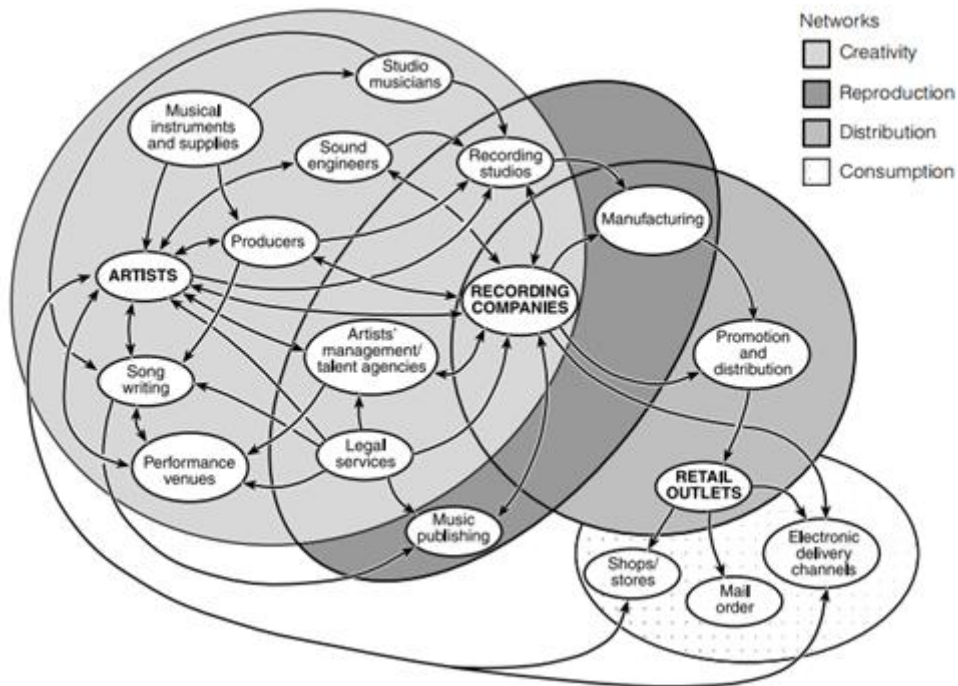 Networks
Creativity
Reproduction
Distribution
Consumption
Studio
musicians
Musical
instruments
and supplies
Sound
engineers
Recording
studios
Manufacturing
Producers
ARTISTS
RECORDING
COMPANIES
Artists'
management/
talent agencies
Promotion
and
distribution
Song
writing
Legal
services
Performance
venues
RETAIL
OUTLETS
Music
publishing
Electronic
delivery
channels
Shops/
stores
Mail
order